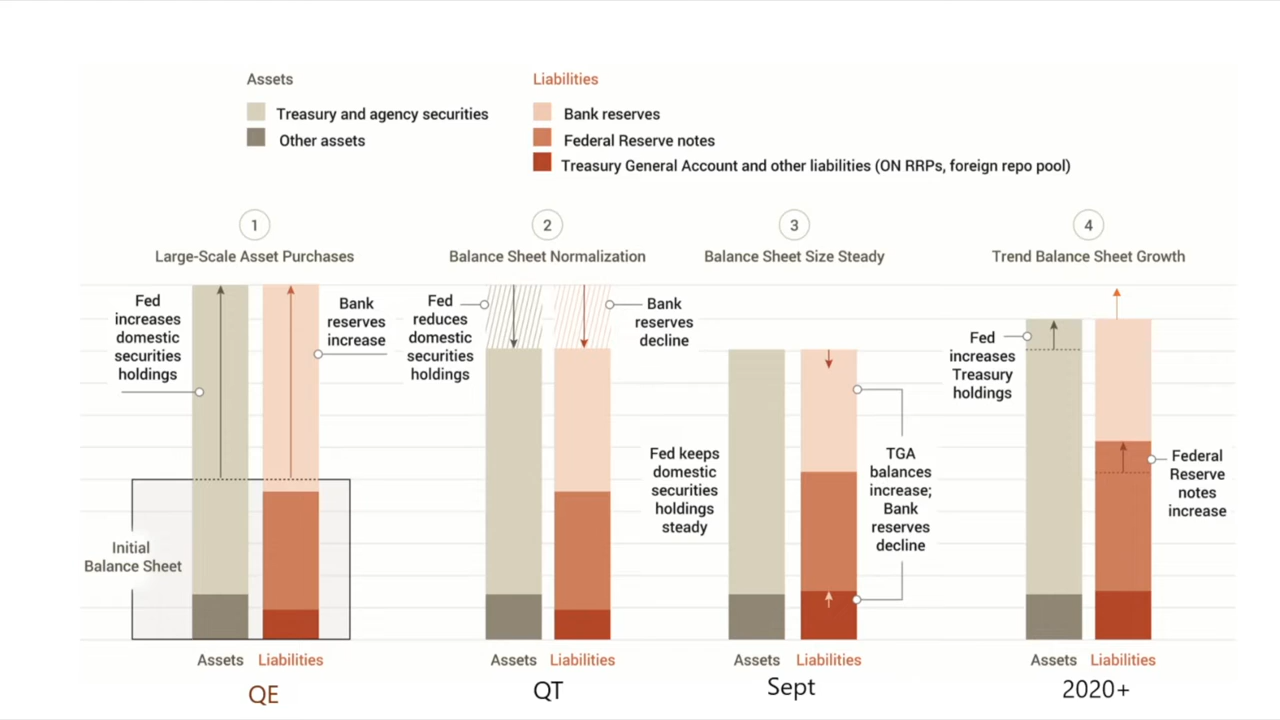 Assets
Treasury and agency securities
Other assets
Liabilities
Bank reserves
Federal Reserve notes
Treasury General Account and other liabilities (ON RRPs, foreign repo pool)
1
Large-Scale Asset Purchases
Fed
increases
domestic
securities
holdings
Bank
reserves
increase
Initial
Balance Sheet
Assets
Liabilities
QE
2
Balance Sheet Normalization
Fed
reduces
domestic
securities
holdings
Bank
reserves
decline
Assets
Liabilities
QT
3
Balance Sheet Size Steady
Fed keeps
domestic
securities
holdings
steady
TGA
balances
increase;
Bank
reserves
decline
Assets
Liabilities
Sept
4
Trend Balance Sheet Growth
Fed
increases
Treasury
holdings
Federal
Reserve
notes
increase
Assets
Liabilities
2020+